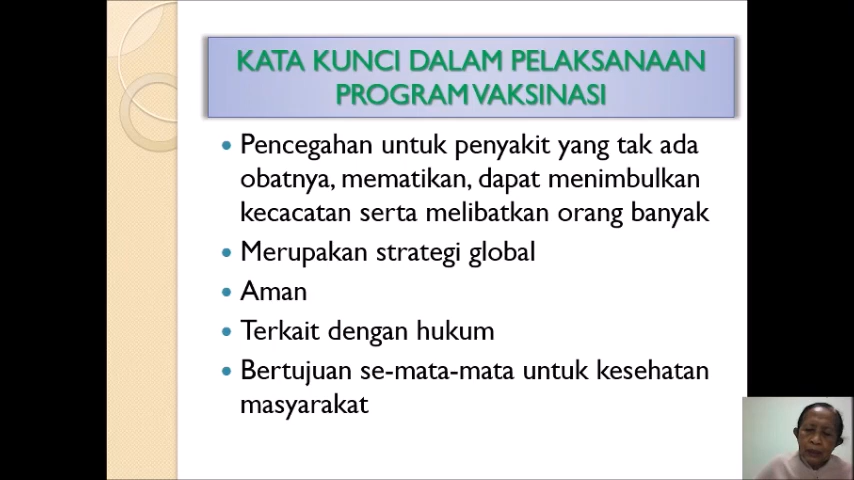 KATA KUNCI DALAM PELAKSANAAN
PROGRAM VAKSINASI
• Pencegahan untuk penyakit yang tak ada
obatnya, mematikan, dapat menimbulkan
kecacatan serta melibatkan orang banyak
• Merupakan strategi global
• Aman
• Terkait dengan hukum
• Bertujuan se-mata-mata untuk kesehatan
masyarakat